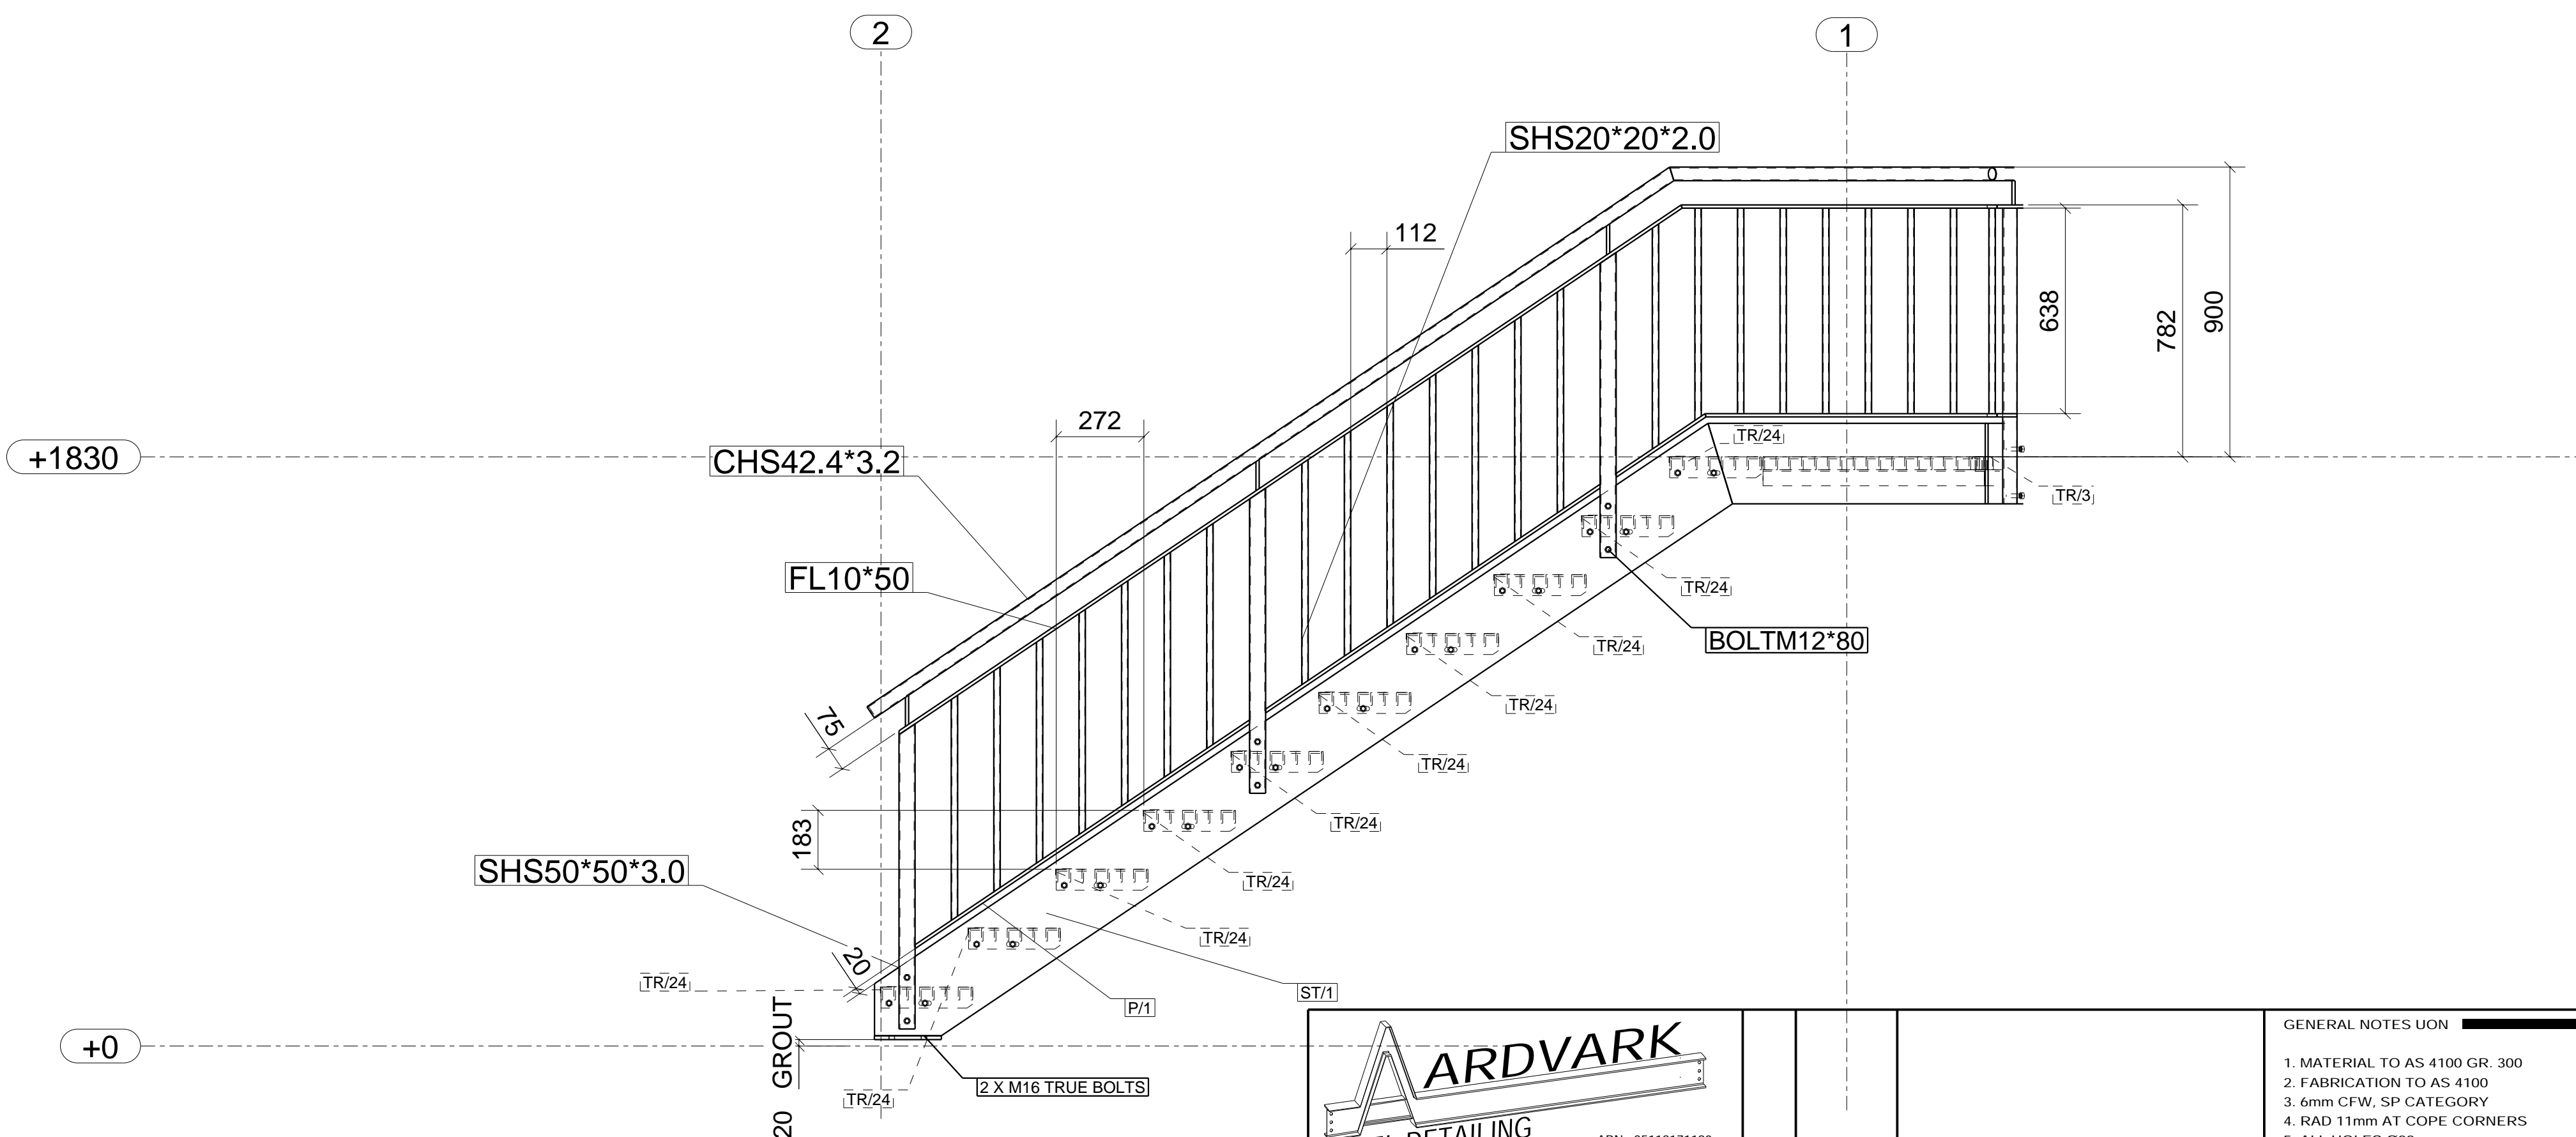 2
1
SHS20*20*2.0
112
638
782
900
272
+1830
CHS42.4*3.2
TR/24
TR/3
FL10*50
TR/24
BOLTM12*80
TR/24
TR/24
75
TR/24
183
TR/24
SHS50*50*3.0
TR/24
TR/24
20
TR/24
ST/1
P/1
+0
20 GROUT
2 X M16 TRUE BOLTS
TR/24
ARDVARK
DETAILING
GENERAL NOTES UON
1. MATERIAL TO AS 4100 GR. 300
2. FABRICATION TO AS 4100
3. 6mm CFW, SP CATEGORY
4. RAD 11mm AT COPE CORNERS